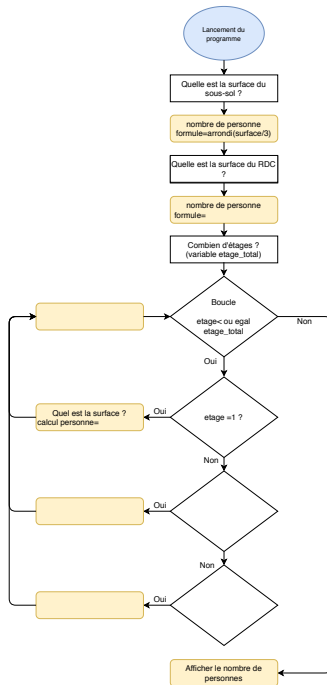 Lancement du
programme
Quelle est la surface du
sous-sol ?
nombre de personne
formule=arrondi(surface/3)
Quelle est la surface du RDC
?
nombre de personne
formule=
Combien d'étages ?
(variable etage_total)
Boucle
etage< ou egal
etage_total
Non
Oui
Quel est la surface ?
calcul personne=
Oui
etage =1 ?
Non
Oui
Non
Oui
Afficher le nombre de
personnes